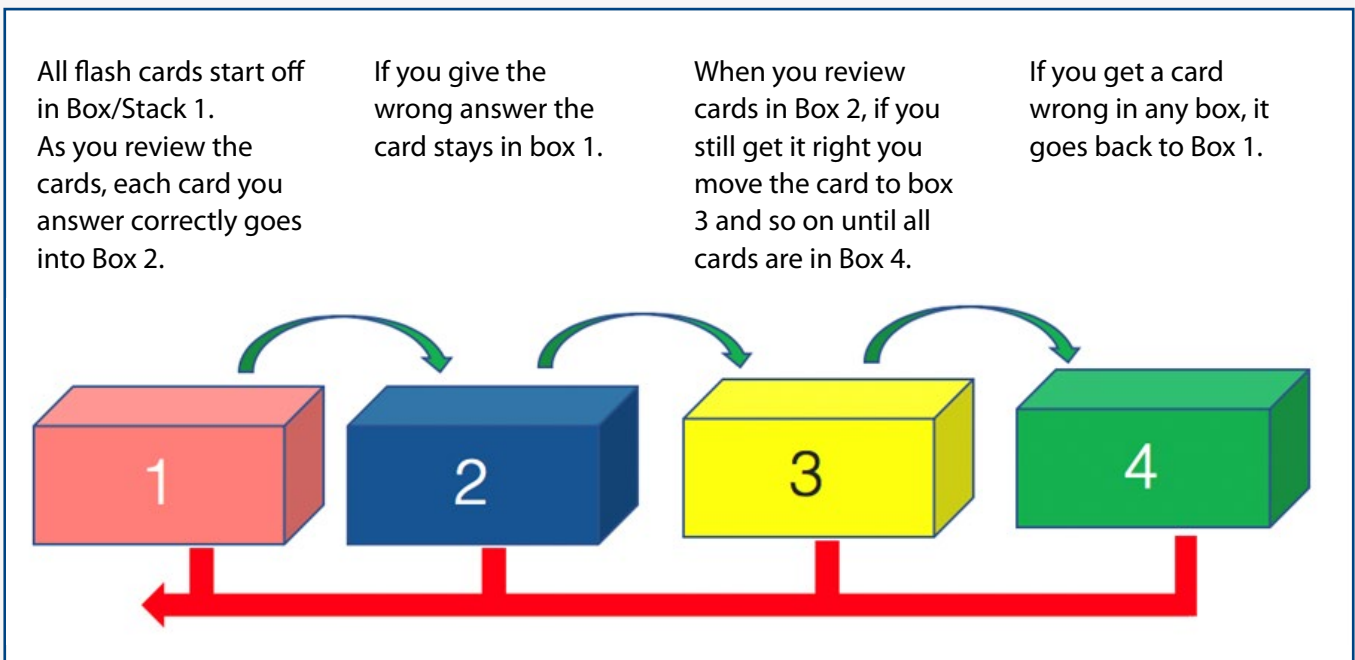 All flash cards start off
in Box/Stack 1.
As you review the
cards, each card you
answer correctly goes
into Box 2.
If you give the
wrong answer the
card stays in box 1.
When you review
cards in Box 2, if you
still get it right you
move the card to box
3 and so on until all
cards are in Box 4.
If you get a card
wrong in any box, it
goes back to Box 1.
1
2
3
4